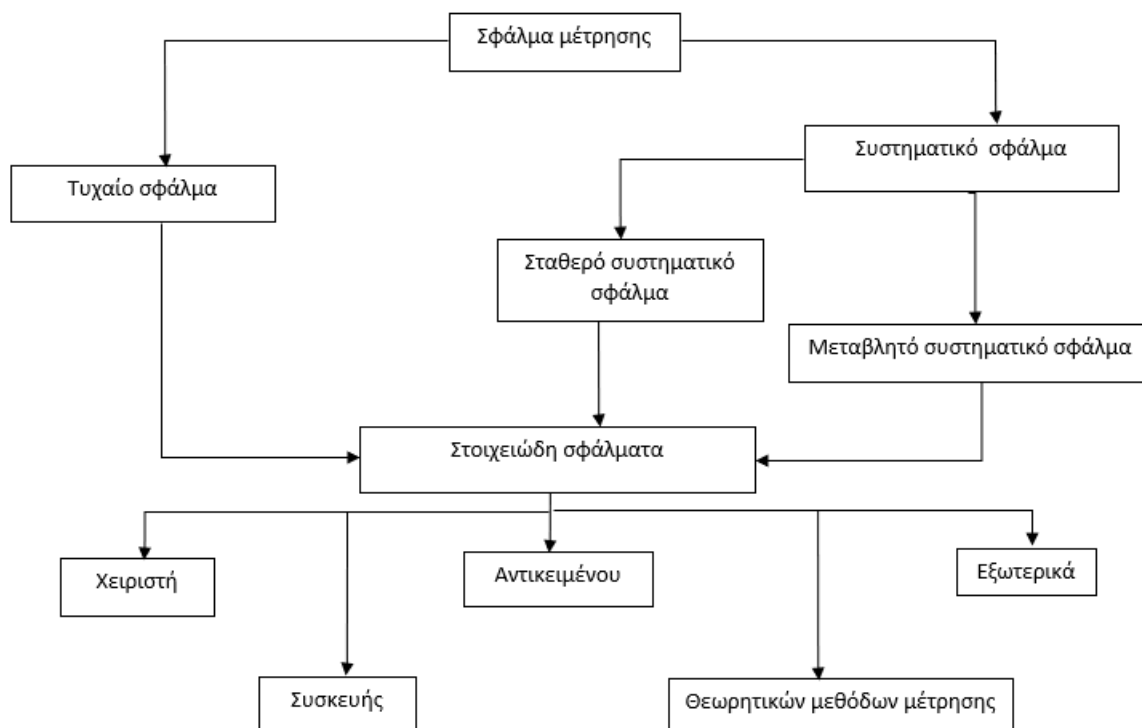 Σφάλμα μέτρησης
Συστηματικό σφάλμα
Τυχαίο σφάλμα
Σταθερό συστηματικό
σφάλμα
Μεταβλητό συστηματικό σφάλμα
Στοιχειώδη σφάλματα
Χειριστή
Αντικειμένου
Εξωτερικά
Συσκευής
Θεωρητικών μεθόδων μέτρησης